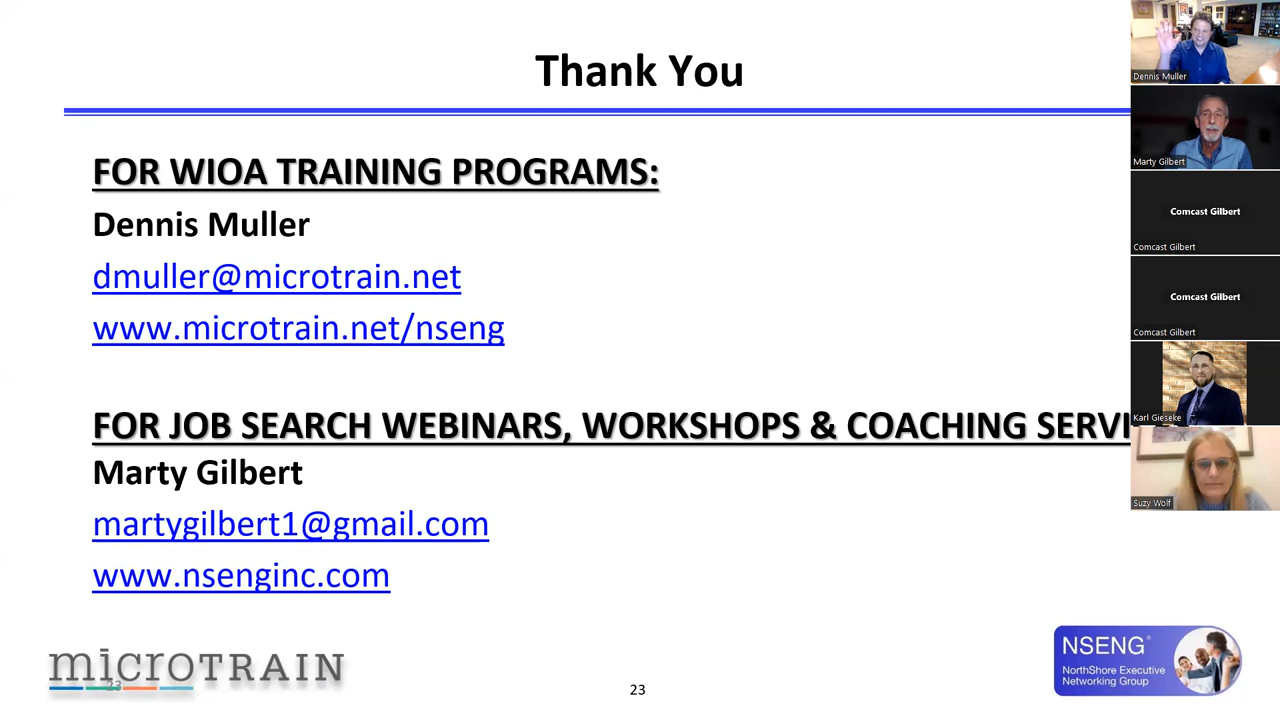 Thank You
FOR WIOA TRAINING PROGRAMS:
Dennis Muller
dmuller@microtrain.net
www.microtrain.net/nseng
FOR JOB SEARCH WEBINARS, WORKSHOPS & COACHING SERVI
Marty Gilbert
martygilbert1@gmail.com
www.nsenginc.com
microTRAIN
23
23
NSENG®
NorthShore Executive
Networking Group
Dennis Muller
Marty Gilbert
Comcast Gilbert
Comcast Gilbert
Comcast Gilbert
Comcast Gilbert
Karl Gieseke
Suzy Wolf